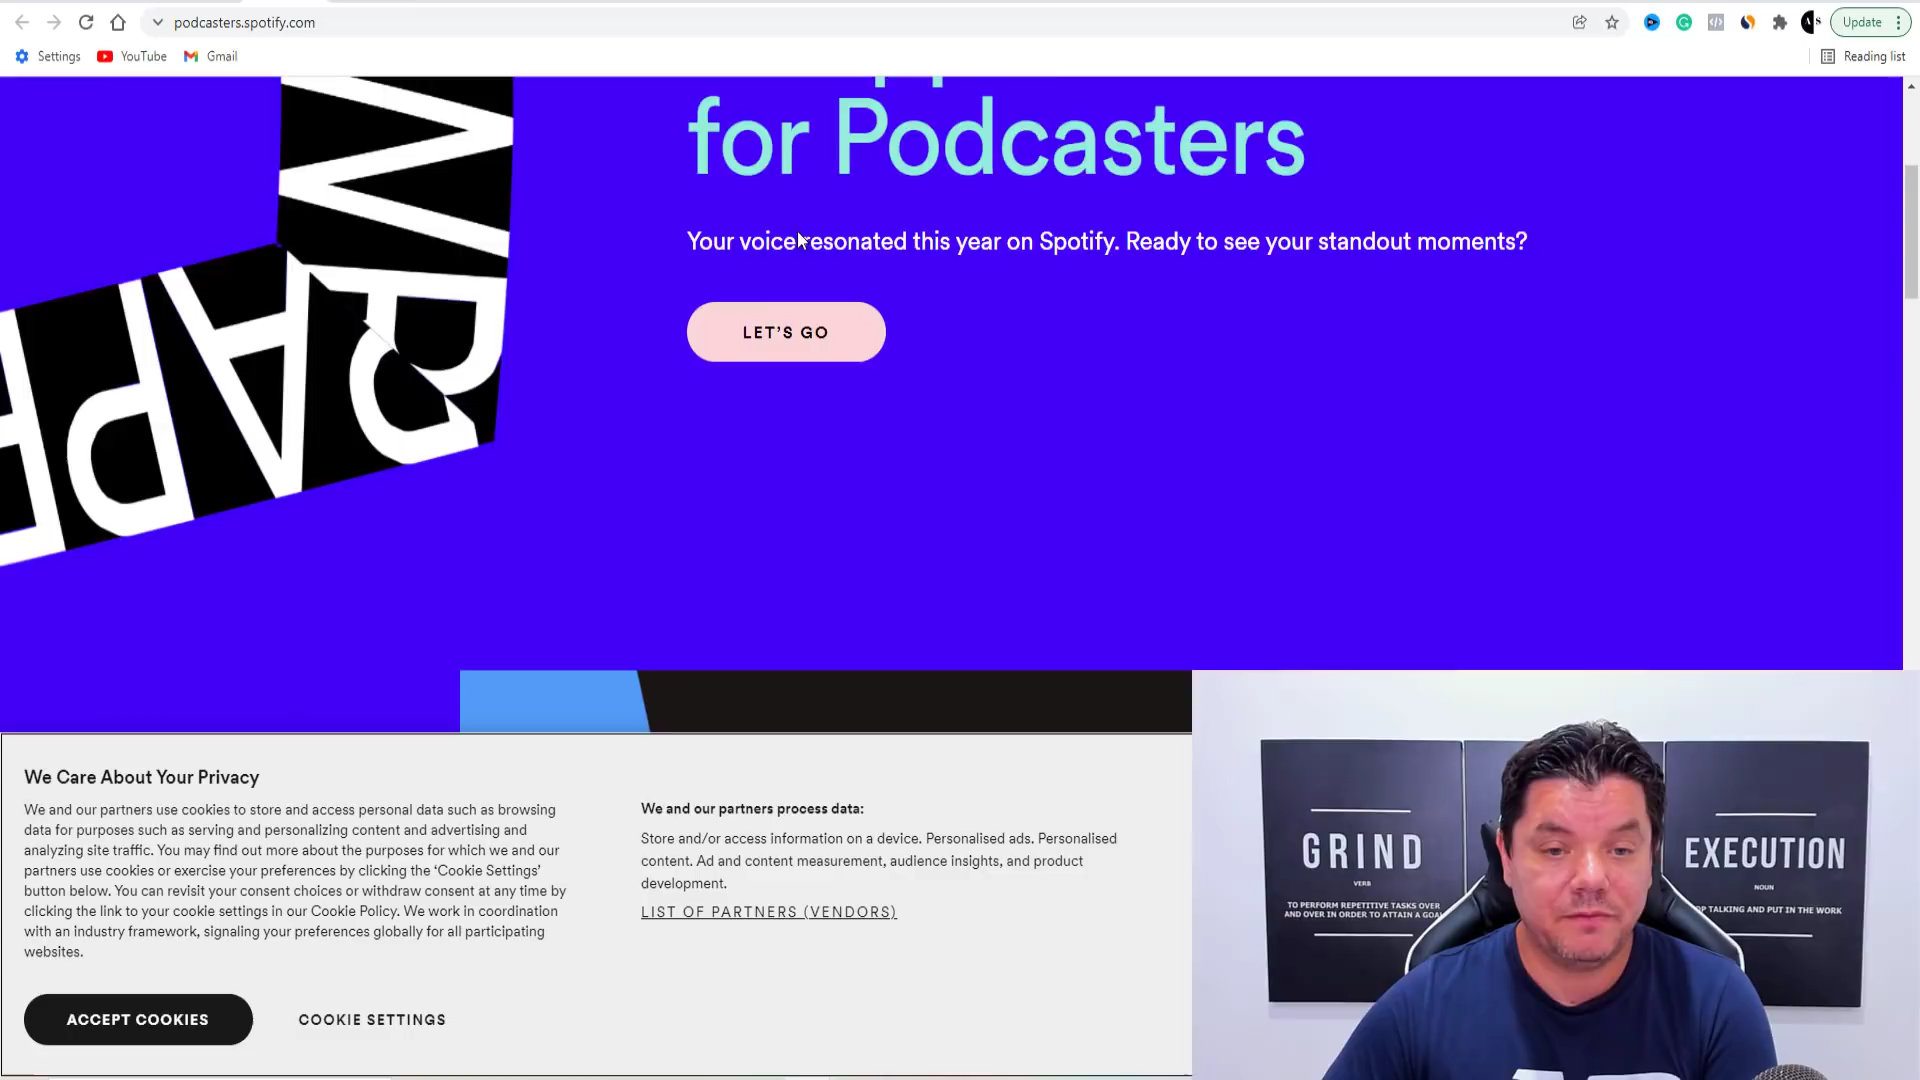 podcasters.spotify.com
Update
Settings
YouTube
Gmail
Reading list
for Podcasters
Your voice resonated this year on Spotify. Ready to see your standout moments?
LET'S GO
WRAPP
We Care About Your Privacy
We and our partners use cookies to store and access personal data such as browsing
data for purposes such as serving and personalizing content and advertising and
analyzing site traffic. You may find out more about the purposes for which we and our
partners use cookies or exercise your preferences by clicking the ‘Cookie Settings’
button below. You can revisit your consent choices or withdraw consent at any time by
clicking the link to your cookie settings in our Cookie Policy. We work in coordination
with an industry framework, signaling your preferences globally for all participating
websites.
ACCEPT COOKIES
COOKIE SETTINGS
We and our partners process data:
Store and/or access information on a device. Personalised ads. Personalised
content. Ad and content measurement, audience insights, and product
development.
LIST OF PARTNERS (VENDORS)
GRIND
VERB
TO PERFORM REPETITIVE TASKS OVER
AND OVER IN ORDER TO ATTAIN A GOAL
EXECUTION
NOUN
TALKING AND PUT IN THE WORK